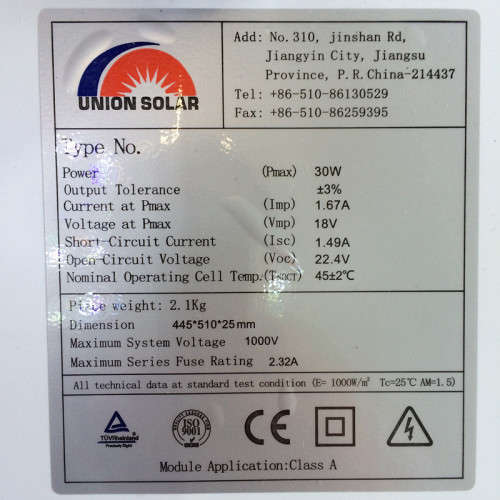 UNION SOLAR
Add: No.310, jinshan Rd,
Jiangyin City, Jiangsu
Province, P.R.China-214437
Tel: +86-510-86130529
Fax: +86-510-86259395
Type No.
Power (Pmax) 30W
Output Tolerance ±3%
Current at Pmax (Imp) 1.67A
Voltage at Pmax (Vmp) 18V
Short-Circuit Current (Isc) 1.49A
Open-Circuit Voltage (Voc) 22.4V
Nominal Operating Cell Temp.(TNOCT) 45±2℃
Piece weight: 2.1Kg
Dimension 445*510*25mm
Maximum System Voltage 1000V
Maximum Series Fuse Rating 2.32A
All technical data at standard test condition (E= 1000W/m² Tc=25℃ AM=1.5)
TÜVRheinland
Precisely Right.
ISO
9001
CE
Module Application:Class A